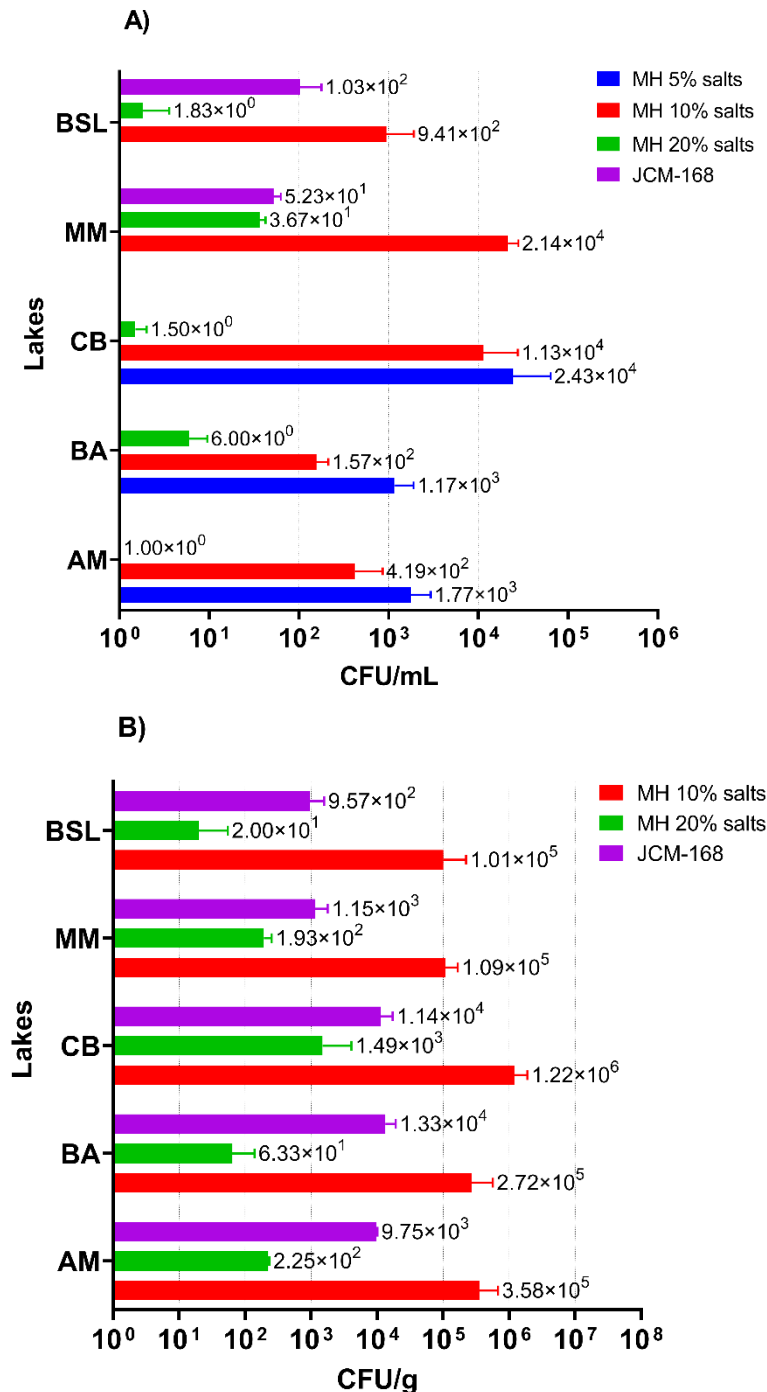 A)
MH 5% salts
MH 10% salts
MH 20% salts
JCM-168
Lakes
BSL
1.03×10²
1.83×10⁰
9.41×10²
MM
5.23×10¹
3.67×10¹
2.14×10⁴
CB
1.50×10⁰
1.13×10⁴
2.43×10⁴
BA
6.00×10⁰
1.57×10²
1.17×10³
AM
1.00×10⁰
4.19×10²
1.77×10³
10⁰ 10¹ 10² 10³ 10⁴ 10⁵ 10⁶
CFU/mL
B)
MH 10% salts
MH 20% salts
JCM-168
Lakes
BSL
9.57×10²
2.00×10¹
1.01×10⁵
MM
1.15×10³
1.93×10²
1.09×10⁵
CB
1.14×10⁴
1.49×10³
1.22×10⁶
BA
1.33×10⁴
6.33×10¹
2.72×10⁵
AM
9.75×10³
2.25×10²
3.58×10⁵
10⁰ 10¹ 10² 10³ 10⁴ 10⁵ 10⁶ 10⁷ 10⁸
CFU/g